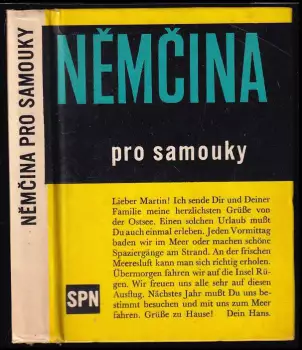 NĚMČINA PRO SAMOUKY
NĚMČINA
pro samouky
Lieber Martin! Ich sende Dir und Deiner
Familie meine herzlichsten Grüße von
der Ostsee. Einen solchen Urlaub mußt
Du auch einmal erleben. Jeden Vormittag
baden wir im Meer oder machen schöne
Spaziergänge am Strand. An der frischen
Meeresluft kann man sich richtig erholen.
Übermorgen fahren wir auf die Insel Rü-
gen. Wir freuen uns alle sehr auf diesen
Ausflug. Nächstes Jahr mußt Du uns be-
stimmt besuchen und mit uns zum Meer
fahren. Grüße zu Hause! Dein Hans.
SPN